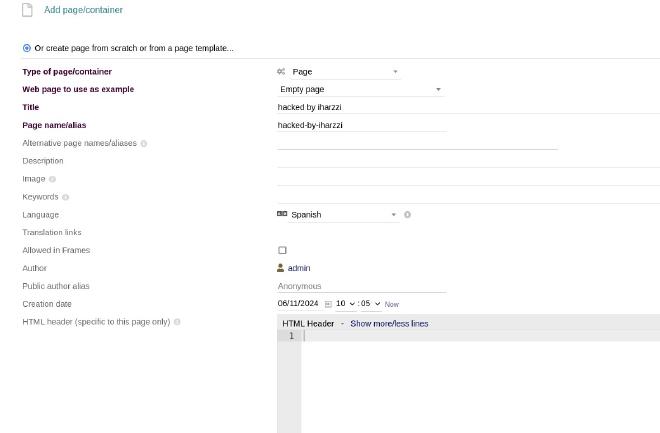 Add page/container
Or create page from scratch or from a page template...
Type of page/container Page
Web page to use as example Empty page
Title hacked by iharzzi
Page name/alias hacked-by-iharzzi
Alternative page names/aliases
Description
Image
Keywords
Language Spanish
Translation links
Allowed in Frames
Author admin
Public author alias Anonymous
Creation date 06/11/2024 10 : 05 Now
HTML header (specific to this page only) HTML Header - Show more/less lines
1